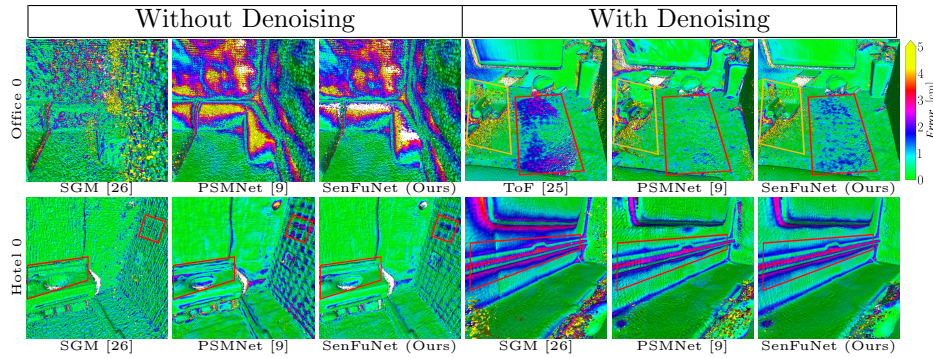 Without Denoising With Denoising
Office 0
SGM [26] PSMNet [9] SenFuNet (Ours) ToF [25] PSMNet [9] SenFuNet (Ours)
5
4
3
2
1
0
Error [cm]
Hotel 0
SGM [26] PSMNet [9] SenFuNet (Ours) SGM [26] PSMNet [9] SenFuNet (Ours)